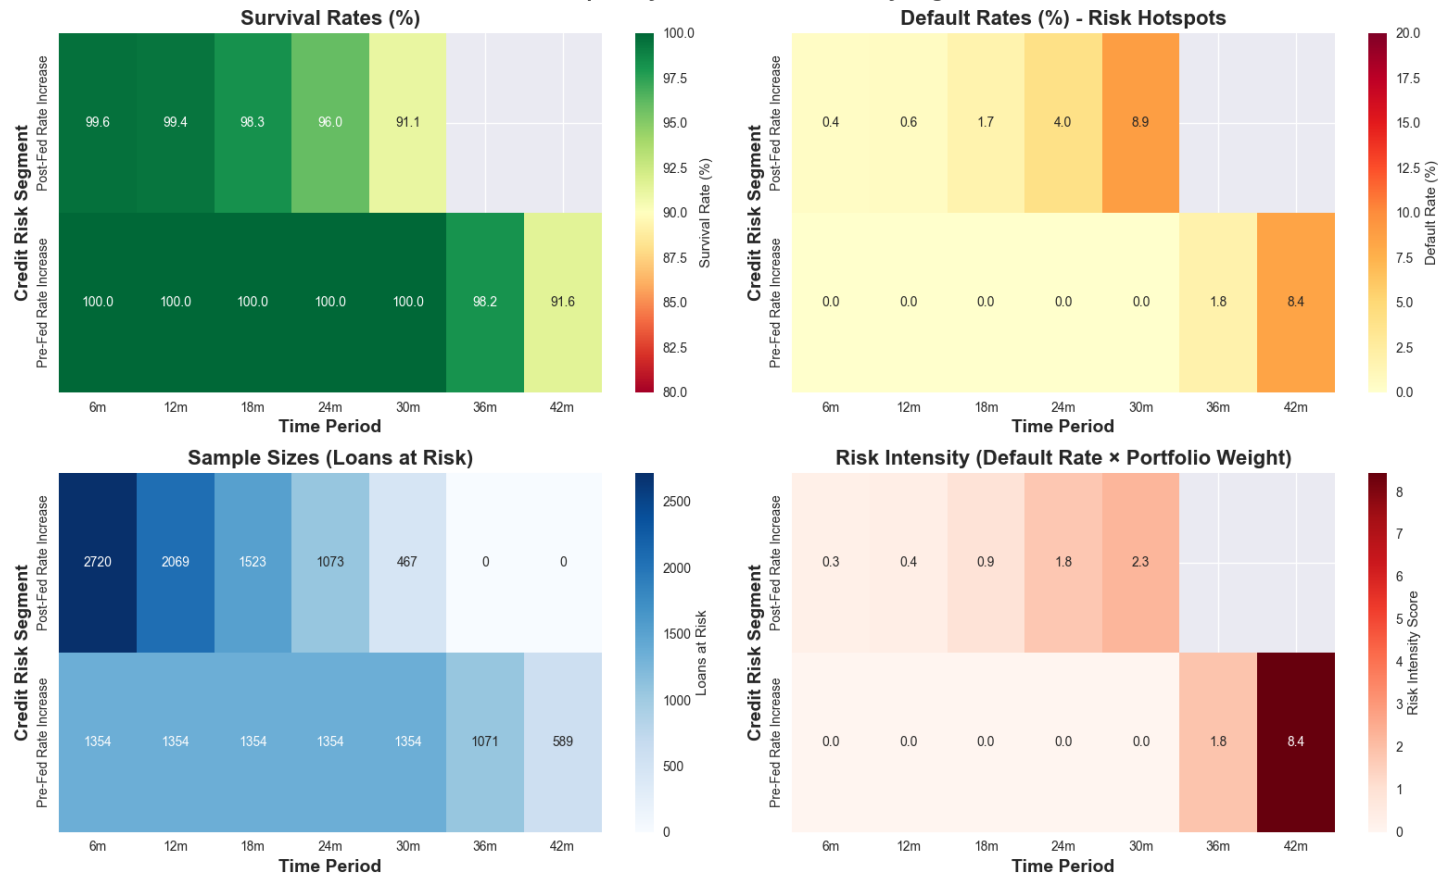 Survival Rates (%)
Credit Risk Segment
Post-Fed Rate Increase
Pre-Fed Rate Increase
99.6 99.4 98.3 96.0 91.1
100.0 100.0 100.0 100.0 100.0 98.2 91.6
6m 12m 18m 24m 30m 36m 42m
Time Period
100.0
97.5
95.0
92.5
90.0
87.5
85.0
82.5
80.0
Survival Rate (%)
Default Rates (%) - Risk Hotspots
Credit Risk Segment
Post-Fed Rate Increase
Pre-Fed Rate Increase
0.4 0.6 1.7 4.0 8.9
0.0 0.0 0.0 0.0 0.0 1.8 8.4
6m 12m 18m 24m 30m 36m 42m
Time Period
20.0
17.5
15.0
12.5
10.0
7.5
5.0
2.5
0.0
Default Rate (%)
Sample Sizes (Loans at Risk)
Credit Risk Segment
Post-Fed Rate Increase
Pre-Fed Rate Increase
2720 2069 1523 1073 467 0 0
1354 1354 1354 1354 1354 1071 589
6m 12m 18m 24m 30m 36m 42m
Time Period
2500
2000
1500
1000
500
0
Loans at Risk
Risk Intensity (Default Rate × Portfolio Weight)
Credit Risk Segment
Post-Fed Rate Increase
Pre-Fed Rate Increase
0.3 0.4 0.9 1.8 2.3
0.0 0.0 0.0 0.0 0.0 1.8 8.4
6m 12m 18m 24m 30m 36m 42m
Time Period
8
7
6
5
4
3
2
1
0
Risk Intensity Score